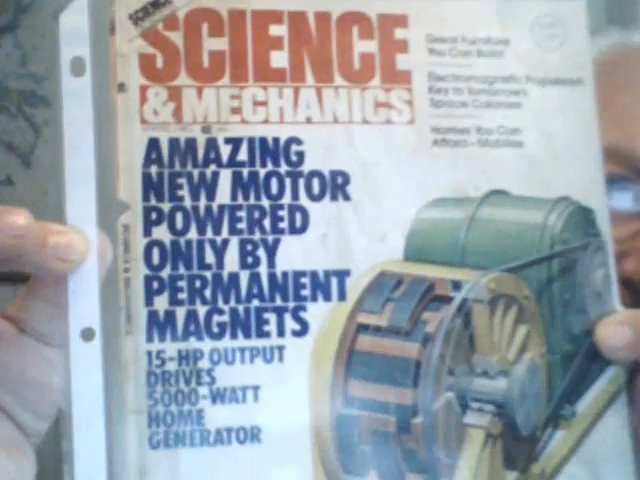 SCIENCE
SCIENCE
& MECHANICS
Great Furniture
You Can Build
Electromagnetic Propulsion
Key to tomorrow's
Space Colonies
Homes You Can
Afford—Mobiles
AMAZING
NEW MOTOR
POWERED
ONLY BY
PERMANENT
MAGNETS
15-HP OUTPUT
DRIVES
5000-WATT
HOME
GENERATOR